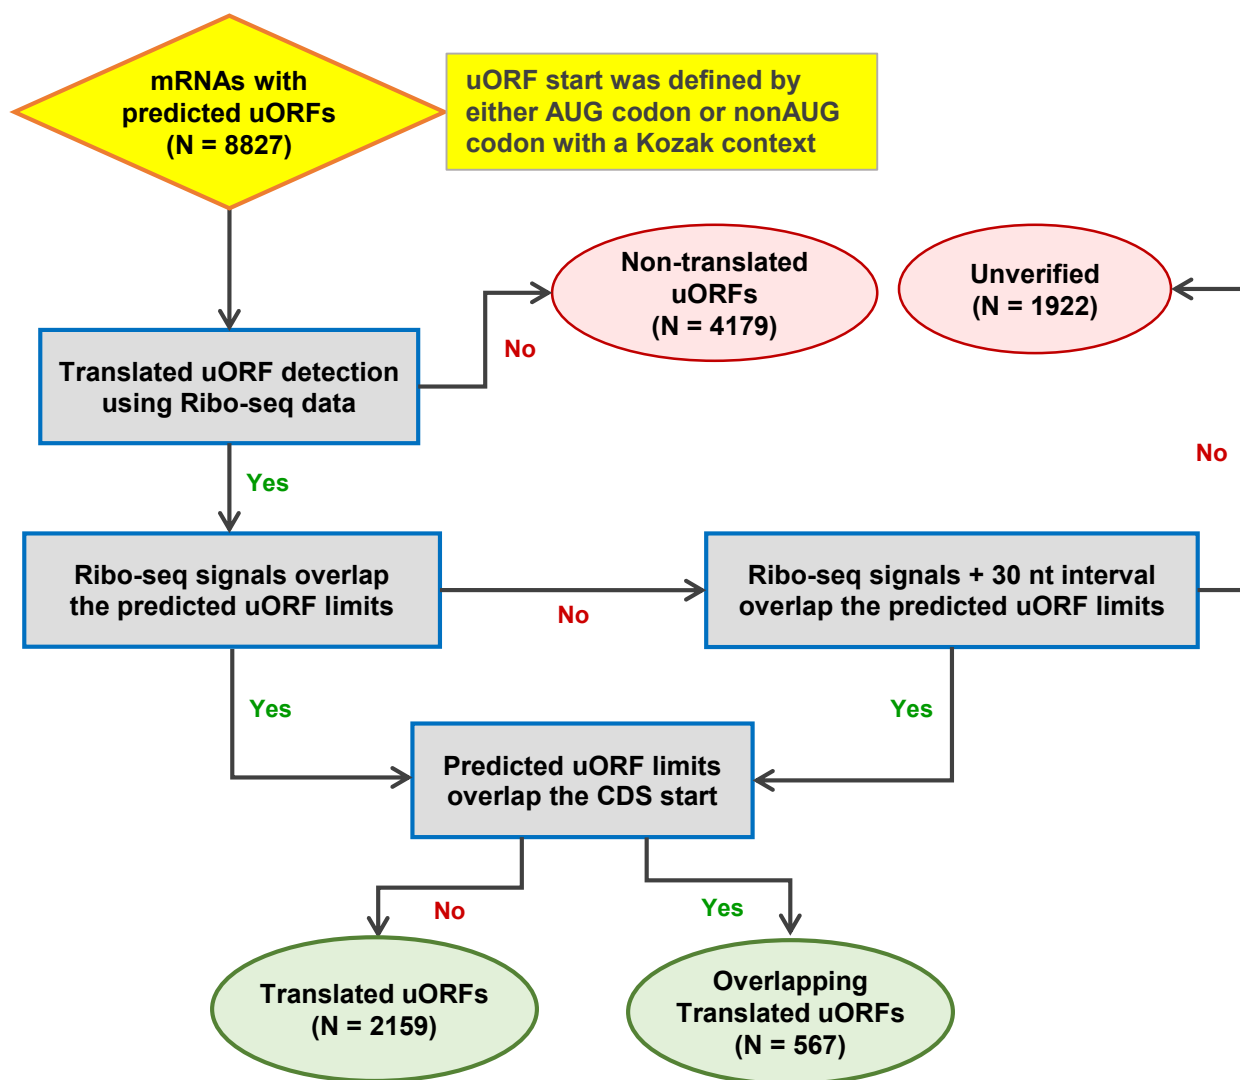 mRNAs with
predicted uORFs
(N = 8827)
uORF start was defined by
either AUG codon or nonAUG
codon with a Kozak context
Non-translated
uORFs
(N = 4179)
Unverified
(N = 1922)
No
Translated uORF detection
using Ribo-seq data
No
Yes
Ribo-seq signals overlap
the predicted uORF limits
No
Ribo-seq signals + 30 nt interval
overlap the predicted uORF limits
Yes
Yes
Predicted uORF limits
overlap the CDS start
No
Yes
Translated uORFs
(N = 2159)
Overlapping
Translated uORFs
(N = 567)